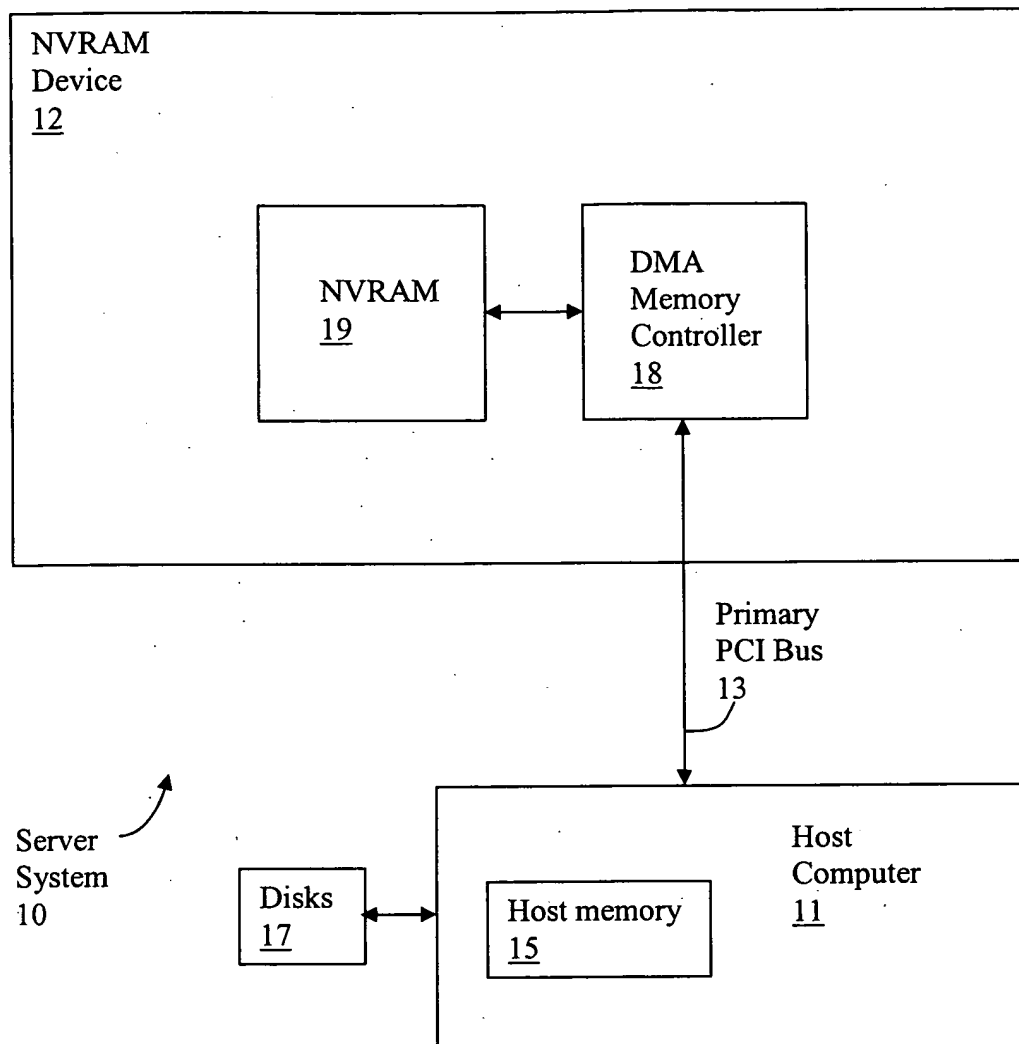 NVRAM
Device
12
NVRAM
19
DMA
Memory
Controller
18
Primary
PCI Bus
13
Server
System
10
Disks
17
Host memory
15
Host
Computer
11